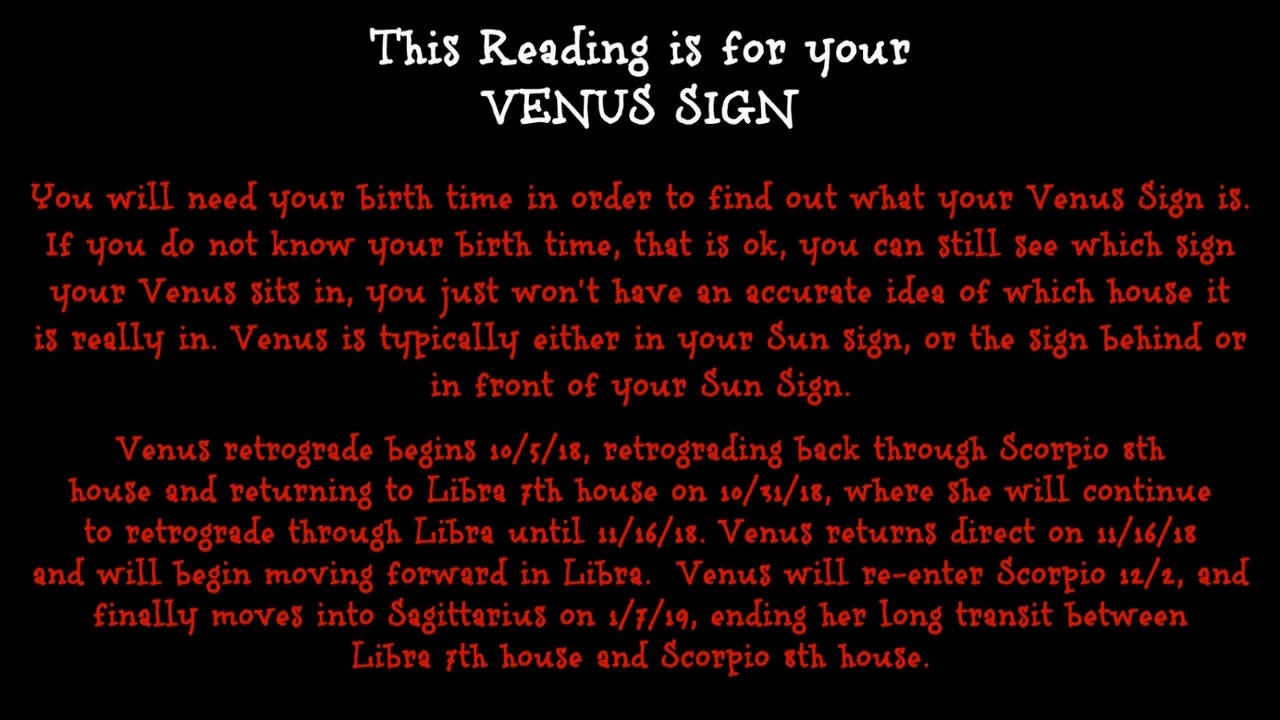 This Reading is for your
VENUS SIGN
You will need your birth time in order to find out what your Venus Sign is.
If you do not know your birth time, that is ok, you can still see which sign
your Venus sits in, you just won't have an accurate idea of which house it
is really in. Venus is typically either in your Sun sign, or the sign behind or
in front of your Sun Sign.
Venus retrograde begins 10/5/18, retrograding back through Scorpio 8th
house and returning to Libra 7th house on 10/31/18, where she will continue
to retrograde through Libra until 11/16/18. Venus returns direct on 11/16/18
and will begin moving forward in Libra.  Venus will re-enter Scorpio 12/2, and
finally moves into Sagittarius on 1/7/19, ending her long transit between
Libra 7th house and Scorpio 8th house.